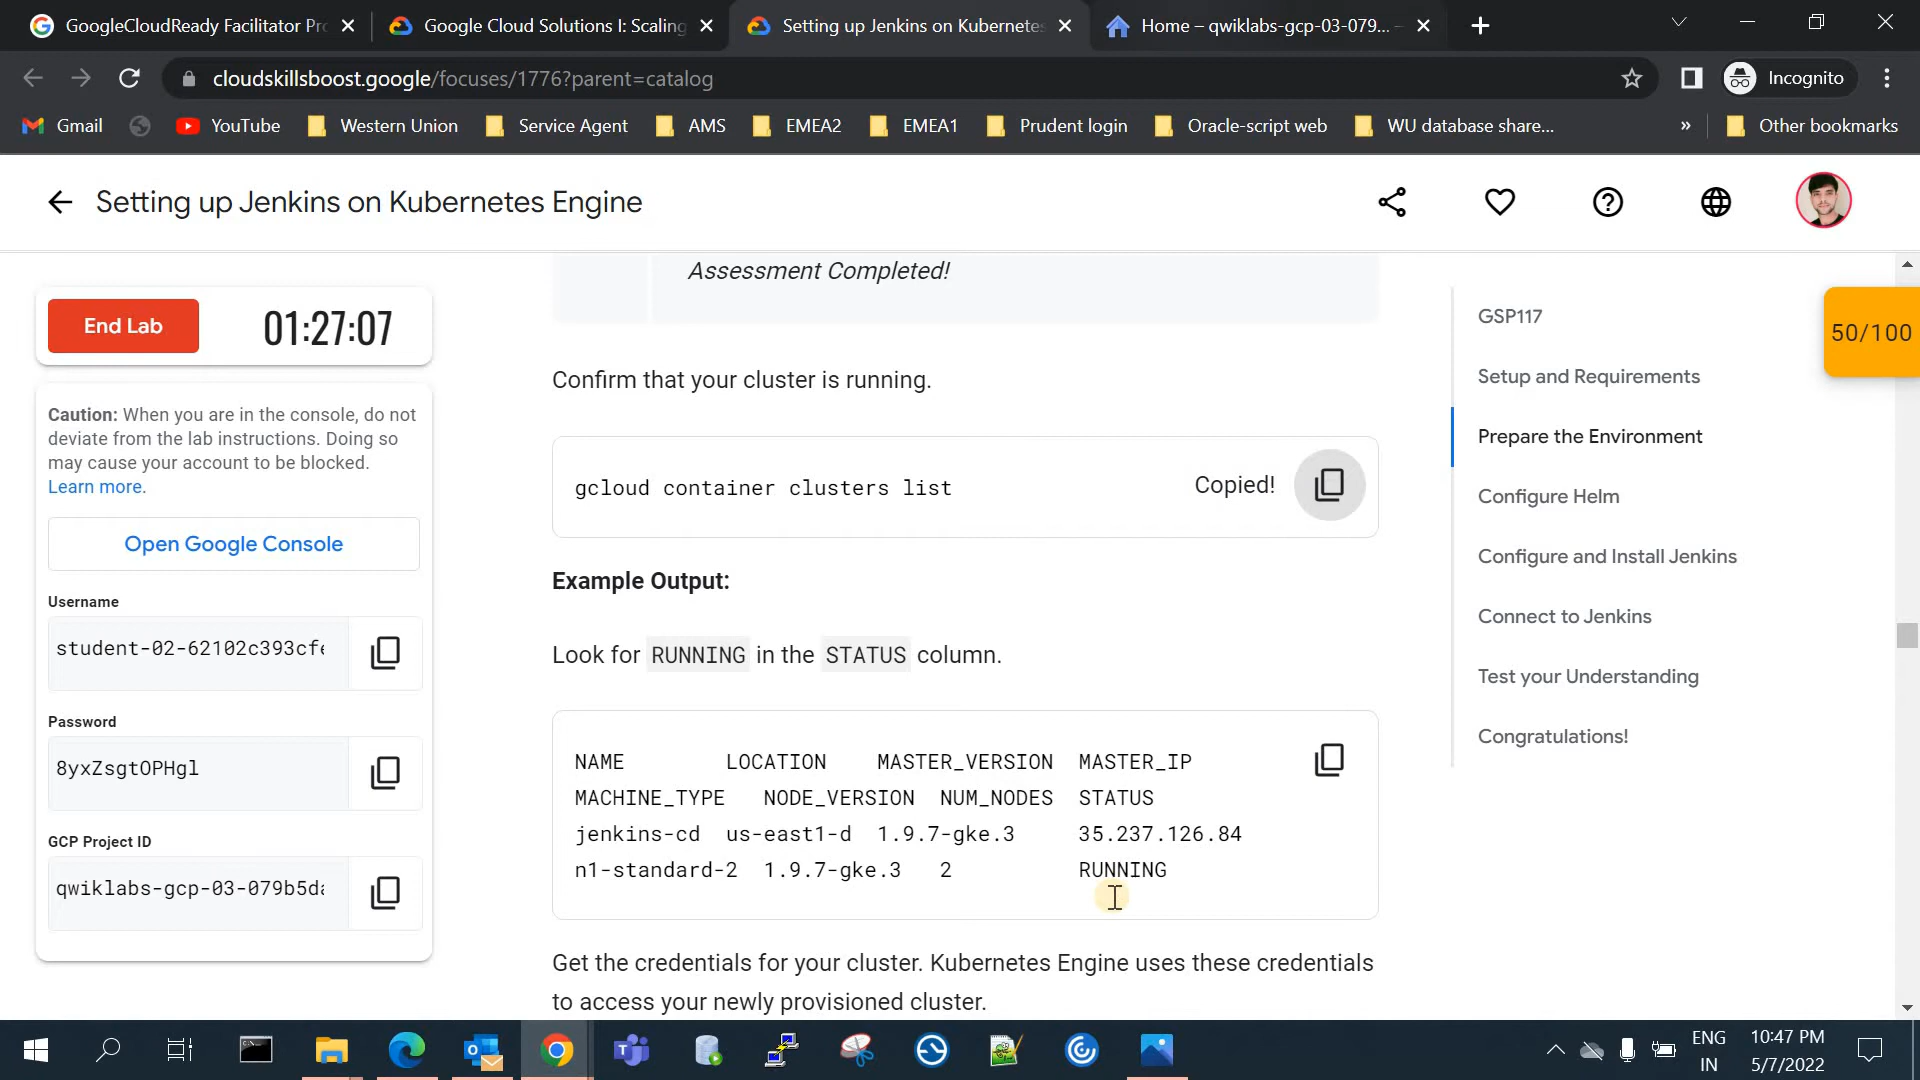 GoogleCloudReady Facilitator Pr
Google Cloud Solutions I: Scaling
Setting up Jenkins on Kubernetes
Home – qwiklabs-gcp-03-079... –
cloudskillsboost.google/focuses/1776?parent=catalog
Incognito
Gmail
YouTube
Western Union
Service Agent
AMS
EMEA2
EMEA1
Prudent login
Oracle-script web
WU database share...
»
Other bookmarks
Setting up Jenkins on Kubernetes Engine
End Lab
01:27:07
Caution: When you are in the console, do not
deviate from the lab instructions. Doing so
may cause your account to be blocked.
Learn more.
Open Google Console
Username
student-02-62102c393cfe
Password
8yxZsgtOPHgl
GCP Project ID
qwiklabs-gcp-03-079b5da
Assessment Completed!
Confirm that your cluster is running.
gcloud container clusters list
Copied!
Example Output:
Look for RUNNING in the STATUS column.
NAME LOCATION MASTER_VERSION MASTER_IP
MACHINE_TYPE NODE_VERSION NUM_NODES STATUS
jenkins-cd us-east1-d 1.9.7-gke.3 35.237.126.84
n1-standard-2 1.9.7-gke.3 2 RUNNING
Get the credentials for your cluster. Kubernetes Engine uses these credentials
to access your newly provisioned cluster.
GSP117
Setup and Requirements
Prepare the Environment
Configure Helm
Configure and Install Jenkins
Connect to Jenkins
Test your Understanding
Congratulations!
50/100
ENG
IN
10:47 PM
5/7/2022